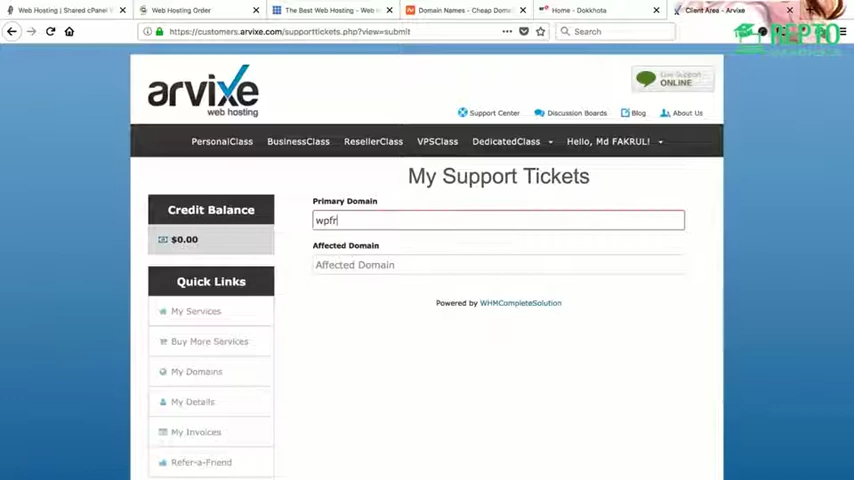 Web Hosting | Shared cPanel
Web Hosting Order
The Best Web Hosting - Web
Domain Names - Cheap Doma
Home - Dokkhota
Client Area - Arvixe
https://customers.arvixe.com/supporttickets.php?view=submit
Search
REPTO
arvixe
web hosting
Live Support
ONLINE
Support Center
Discussion Boards
Blog
About Us
PersonalClass
BusinessClass
ResellerClass
VPSClass
DedicatedClass
Hello, Md FAKRUL!
My Support Tickets
Credit Balance
$0.00
Quick Links
My Services
Buy More Services
My Domains
My Details
My Invoices
Refer-a-Friend
Primary Domain
wpfr
Affected Domain
Affected Domain
Powered by WHMCompleteSolution